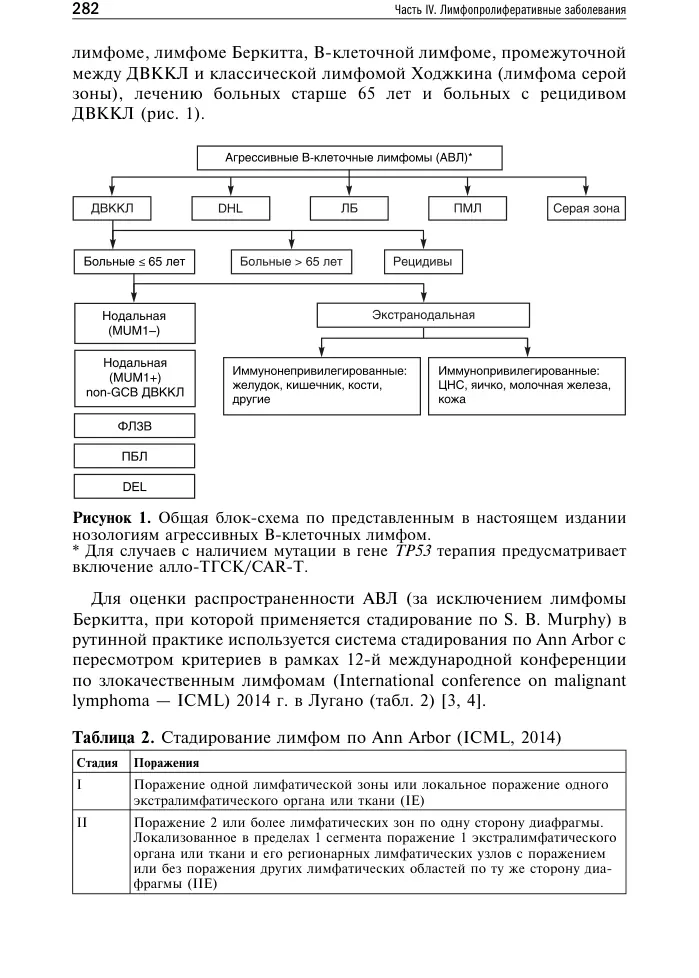 282
Часть IV. Лимфопролиферативные заболевания
лимфоме, лимфоме Беркитта, В-клеточной лимфоме, промежуточной
между ДВККЛ и классической лимфомой Ходжкина (лимфома серой
зоны), лечению больных старше 65 лет и больных с рецидивом
ДВККЛ (рис. 1).
Агрессивные В-клеточные лимфомы (АВЛ)*
ДВККЛ
DHL
ЛБ
ПМЛ
Серая зона
Больные ≤ 65 лет
Больные > 65 лет
Рецидивы
Нодальная
(MUM1–)
Экстранодальная
Нодальная
(MUM1+)
non-GCB ДВККЛ
Иммунонепривилегированные:
желудок, кишечник, кости,
другие
Иммунопривилегированные:
ЦНС, яичко, молочная железа,
кожа
ФЛ3В
ПБЛ
DEL
Рисунок 1. Общая блок-схема по представленным в настоящем издании
нозологиям агрессивных В-клеточных лимфом.
* Для случаев с наличием мутации в гене TP53 терапия предусматривает
включение алло-ТГСК/CAR-T.
Для оценки распространенности АВЛ (за исключением лимфомы
Беркитта, при которой применяется стадирование по S. B. Murphy) в
рутинной практике используется система стадирования по Ann Arbor с
пересмотром критериев в рамках 12-й международной конференции
по злокачественным лимфомам (International conference on malignant
lymphoma — ICML) 2014 г. в Лугано (табл. 2) [3, 4].
Таблица 2. Стадирование лимфом по Ann Arbor (ICML, 2014)
Стадия Поражения
I Поражение одной лимфатической зоны или локальное поражение одного
экстралимфатического органа или ткани (IE)
II Поражение 2 или более лимфатических зон по одну сторону диафрагмы.
Локализованное в пределах 1 сегмента поражение 1 экстралимфатического
органа или ткани и его регионарных лимфатических узлов с поражением
или без поражения других лимфатических областей по ту же сторону диа-
фрагмы (IIE)